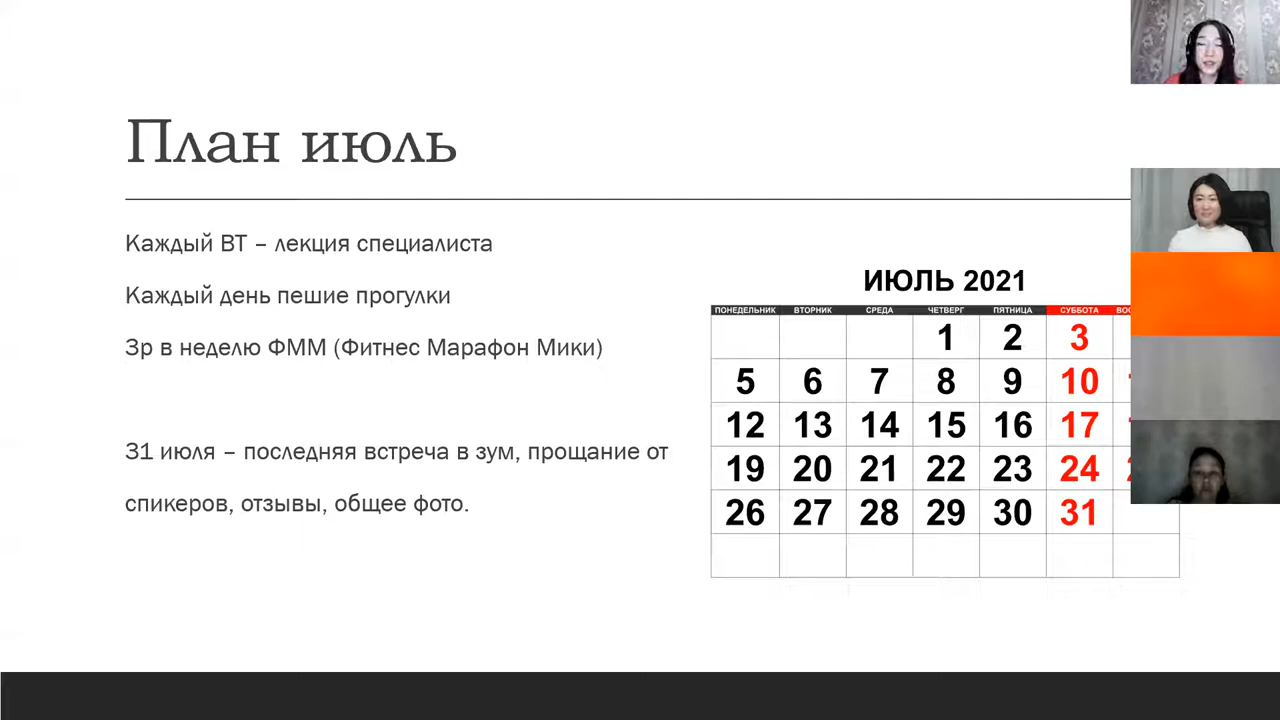 План июль
Каждый ВТ – лекция специалиста
Каждый день пешие прогулки
3р в неделю ФММ (Фитнес Марафон Мики)
31 июля – последняя встреча в зум, прощание от
спикеров, отзывы, общее фото.
ИЮЛЬ 2021
ПОНЕДЕЛЬНИК ВТОРНИК СРЕДА ЧЕТВЕРГ ПЯТНИЦА СУББОТА
1 2 3
5 6 7 8 9 10
12 13 14 15 16 17
19 20 21 22 23 24
26 27 28 29 30 31